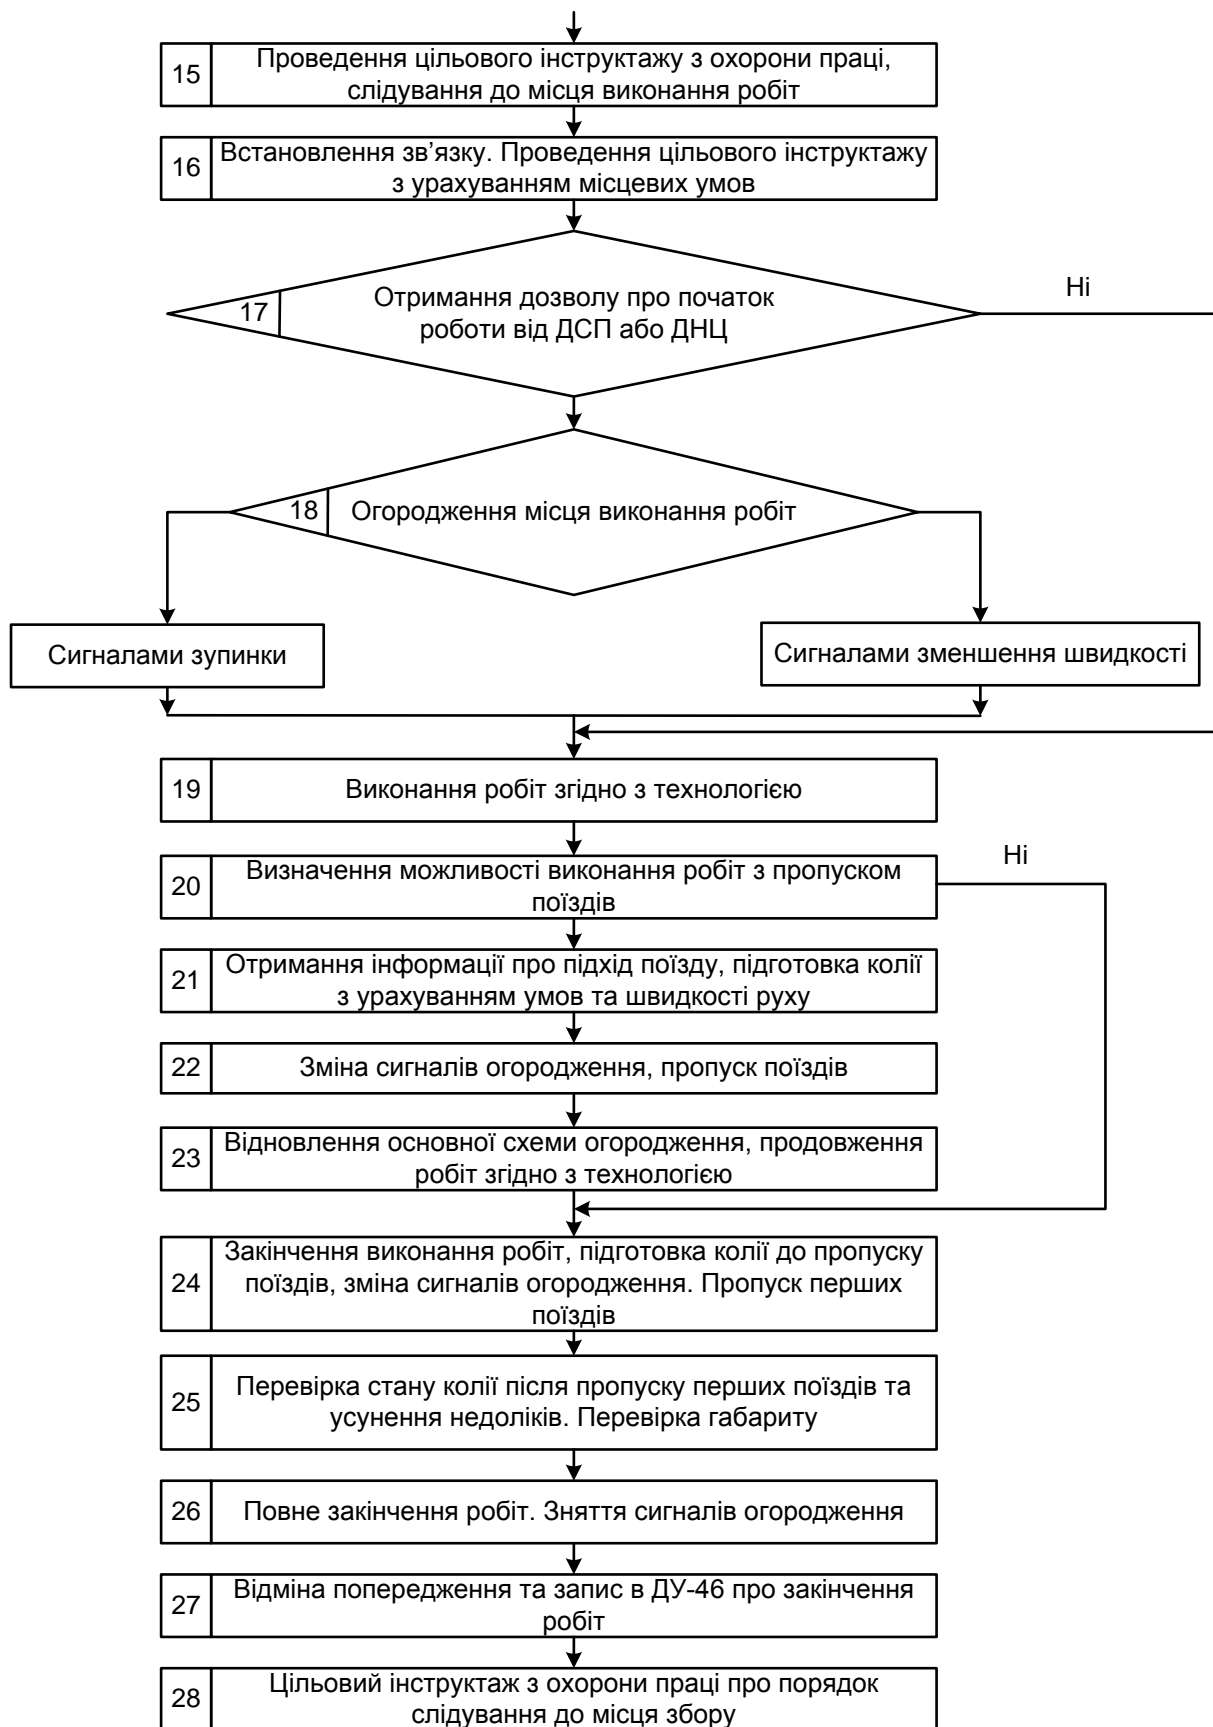 15
Проведення цільового інструктажу з охорони праці,
слідування до місця виконання робіт
16
Встановлення зв’язку. Проведення цільового інструктажу
з урахуванням місцевих умов
17
Отримання дозволу про початок
роботи від ДСП або ДНЦ
Ні
18
Огородження місця виконання робіт
Сигналами зупинки
Сигналами зменшення швидкості
19
Виконання робіт згідно з технологією
20
Визначення можливості виконання робіт з пропуском
поїздів
Ні
21
Отримання інформації про підхід поїзду, підготовка колії
з урахуванням умов та швидкості руху
22
Зміна сигналів огородження, пропуск поїздів
23
Відновлення основної схеми огородження, продовження
робіт згідно з технологією
24
Закінчення виконання робіт, підготовка колії до пропуску
поїздів, зміна сигналів огородження. Пропуск перших
поїздів
25
Перевірка стану колії після пропуску перших поїздів та
усунення недоліків. Перевірка габариту
26
Повне закінчення робіт. Зняття сигналів огородження
27
Відміна попередження та запис в ДУ-46 про закінчення
робіт
28
Цільовий інструктаж з охорони праці про порядок
слідування до місця збору